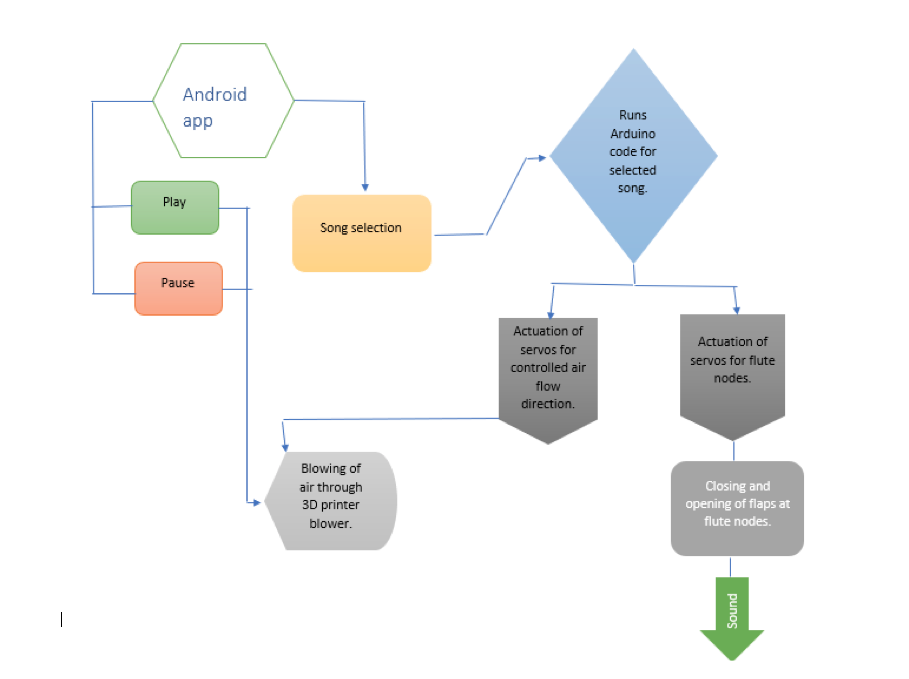 Android
app
Play
Pause
Song selection
Runs
Arduino
code for
selected
song.
Actuation of
servos for
controlled air
flow
direction.
Actuation of
servos for flute
nodes.
Blowing of
air through
3D printer
blower.
Closing and
opening of flaps at
flute nodes.
Sound